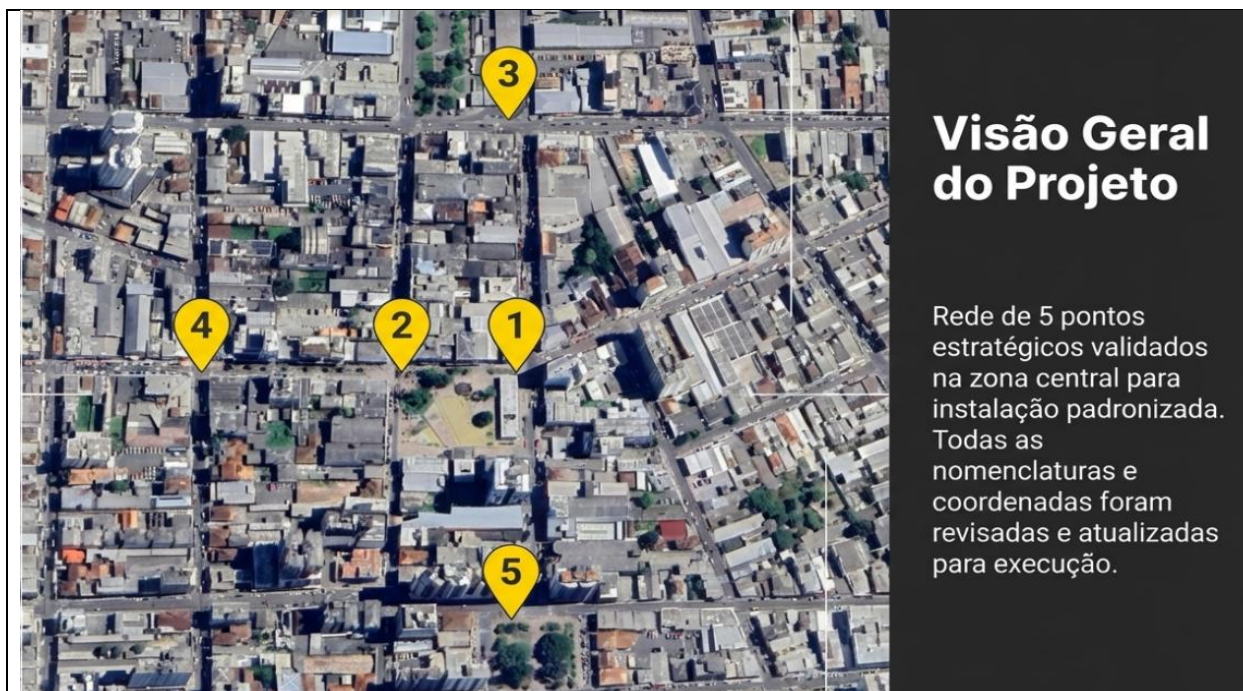 3
4
2
1
5
Visão Geral
do Projeto
Rede de 5 pontos
estratégicos validados
na zona central para
instalação padronizada.
Todas as
nomenclaturas e
coordenadas foram
revisadas e atualizadas
para execução.